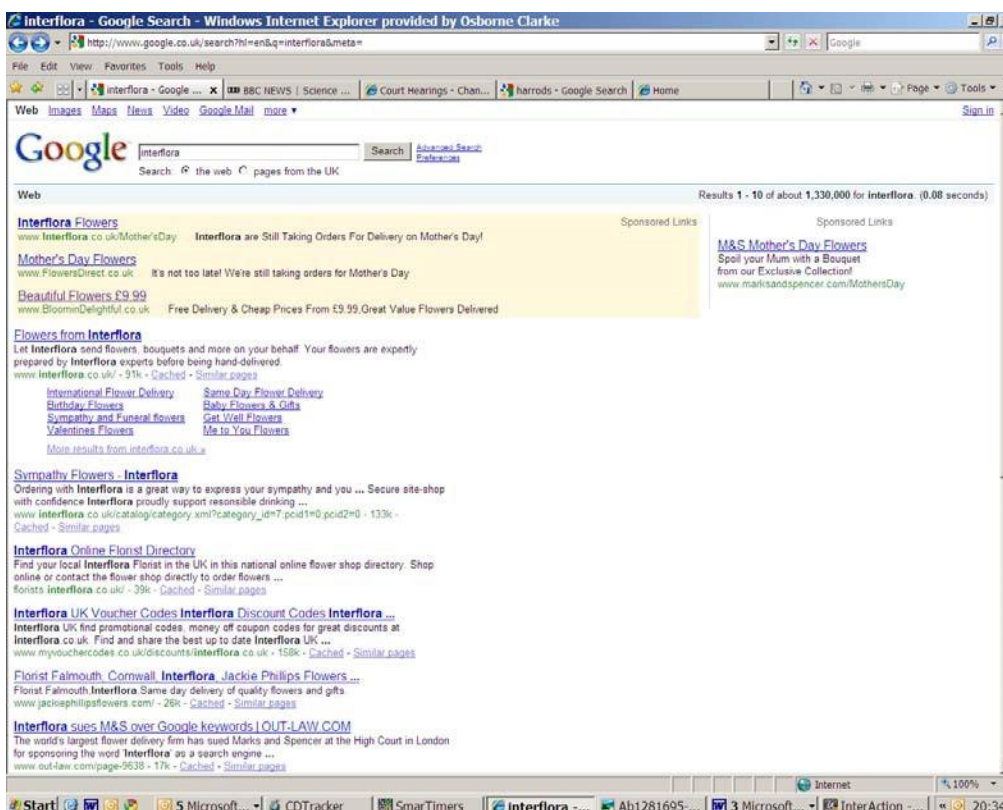 Interflora - Google Search - Windows Internet Explorer provided by Osborne Clarke
http://www.google.co.uk/search?hl=en&q=interflora&meta=
Google
File Edit View Favorites Tools Help
interflora - Google ... BBC NEWS | Science ... Court Hearings - Chan... harrods - Google Search Home Page Tools
Web Images Maps News Video Google Mail more ▼ Sign in
Google interflora Search Advanced Search
Preferences
Search: the web pages from the UK
Web Results 1 - 10 of about 1,330,000 for interflora. (0.08 seconds)
Interflora Flowers Sponsored Links
www.Interflora.co.uk/Mother'sDay Interflora are Still Taking Orders For Delivery on Mother's Day!
Mother's Day Flowers
www.FlowersDirect.co.uk It's not too late! We're still taking orders for Mother's Day
Beautiful Flowers £9.99
www.BloominDelightful.co.uk Free Delivery & Cheap Prices From £9.99,Great Value Flowers Delivered
Sponsored Links
M&S Mother's Day Flowers
Spoil your Mum with a Bouquet
from our Exclusive Collection!
www.marksandspencer.com/MothersDay
Flowers from Interflora
Let Interflora send flowers, bouquets and more on your behalf. Your flowers are expertly
prepared by Interflora experts before being hand-delivered.
www.interflora.co.uk/ - 91k - Cached - Similar pages
International Flower Delivery Same Day Flower Delivery
Birthday Flowers Baby Flowers & Gifts
Sympathy and Funeral flowers Get Well Flowers
Valentines Flowers Me to You Flowers
More results from interflora.co.uk »
Sympathy Flowers - Interflora
Ordering with Interflora is a great way to express your sympathy and you ... Secure site-shop
with confidence Interflora proudly support resonsible drinking ...
www.interflora.co.uk/catalog/category.xml?category_id=7;pcid1=0;pcid2=0 - 133k -
Cached - Similar pages
Interflora Online Florist Directory
Find your local Interflora Florist in the UK in this national online flower shop directory. Shop
online or contact the flower shop directly to order flowers ...
florists.interflora.co.uk/ - 39k - Cached - Similar pages
Interflora UK Voucher Codes Interflora Discount Codes Interflora ...
Interflora UK find promotional codes, money off coupon codes for great discounts at
Interflora.co.uk. Find and share the best up to date Interflora UK ...
www.myvouchercodes.co.uk/discounts/interflora.co.uk - 158k - Cached - Similar pages
Florist Falmouth, Cornwall, Interflora, Jackie Phillips Flowers ...
Florist Falmouth,Interflora.Same day delivery of quality flowers and gifts
www.jackiephillipsflowers.com/ - 26k - Cached - Similar pages
Interflora sues M&S over Google keywords | OUT-LAW.COM
The world's largest flower delivery firm has sued Marks and Spencer at the High Court in London
for sponsoring the word 'Interflora' as a search engine ...
www.out-law.com/page-9638 - 17k - Cached - Similar pages
Internet 100%
Start 5 Microsoft... CDTracker SmarTimers interflora -... Ab1281695-... 3 Microsoft... InterAction -...